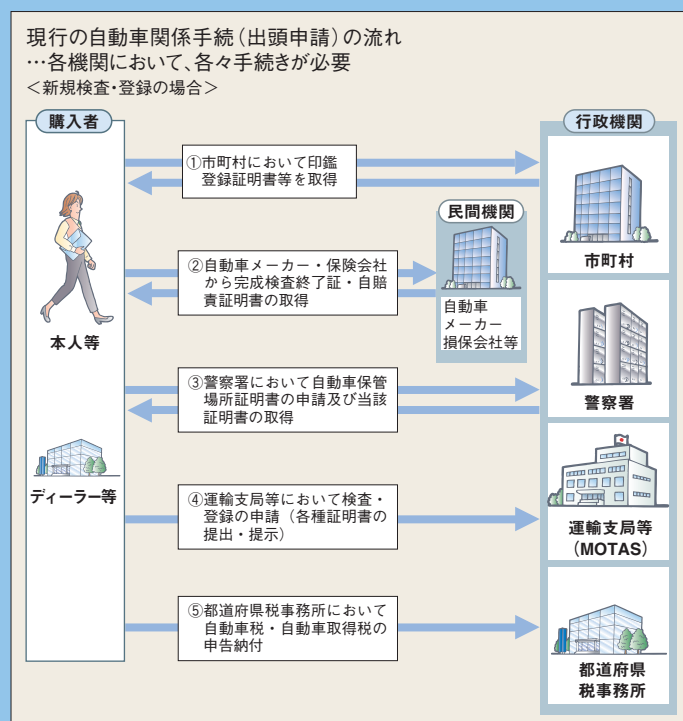 現行の自動車関係手続（出頭申請）の流れ
…各機関において、各々手続きが必要
＜新規検査・登録の場合＞
購入者
行政機関
①市町村において印鑑
登録証明書等を取得
市町村
民間機関
②自動車メーカー・保険会社
から完成検査終了証・自賠
責証明書の取得
自動車
メーカー
損保会社等
本人等
③警察署において自動車保管
場所証明書の申請及び当該
証明書の取得
警察署
ディーラー等
④運輸支局等において検査・
登録の申請（各種証明書の
提出・提示）
運輸支局等
（MOTAS）
⑤都道府県税事務所において
自動車税・自動車取得税の
申告納付
都道府県
税事務所